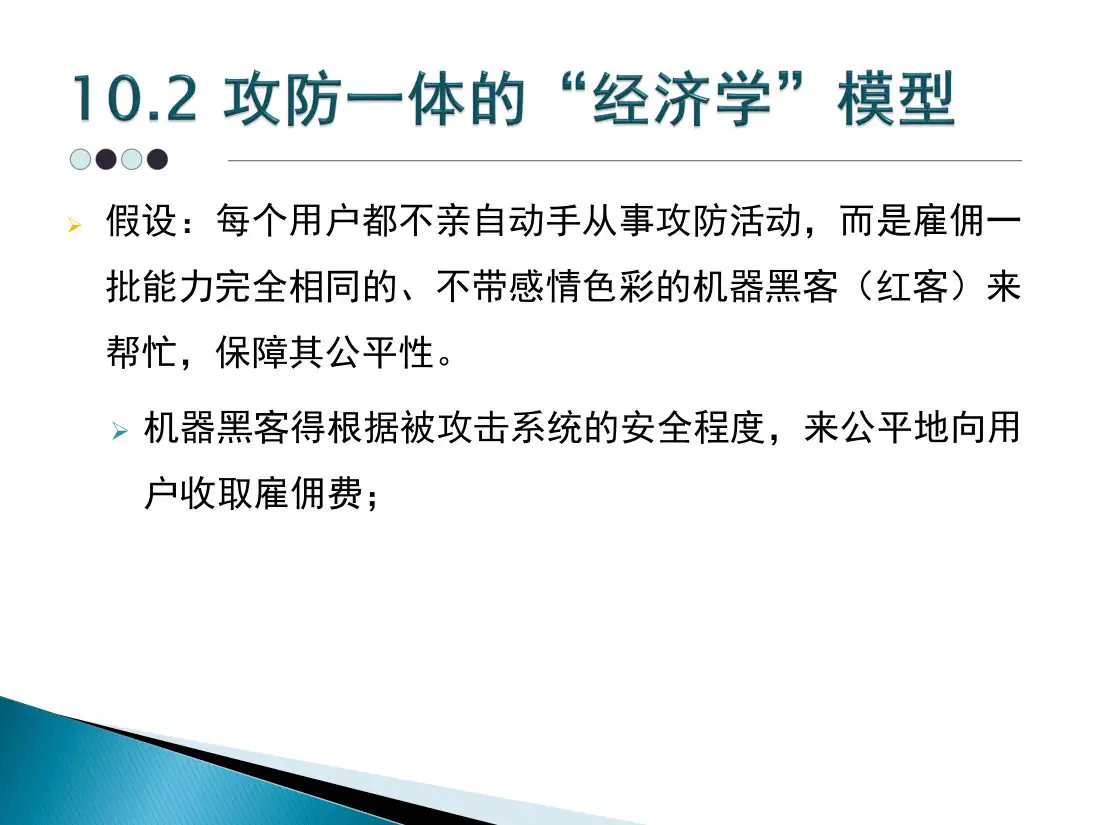 10.2 攻防一体的“经济学”模型
假设：每个用户都不亲自动手从事攻防活动，而是雇佣一
批能力完全相同的、不带感情色彩的机器黑客（红客）来
帮忙，保障其公平性。
机器黑客得根据被攻击系统的安全程度，来公平地向用
户收取雇佣费；